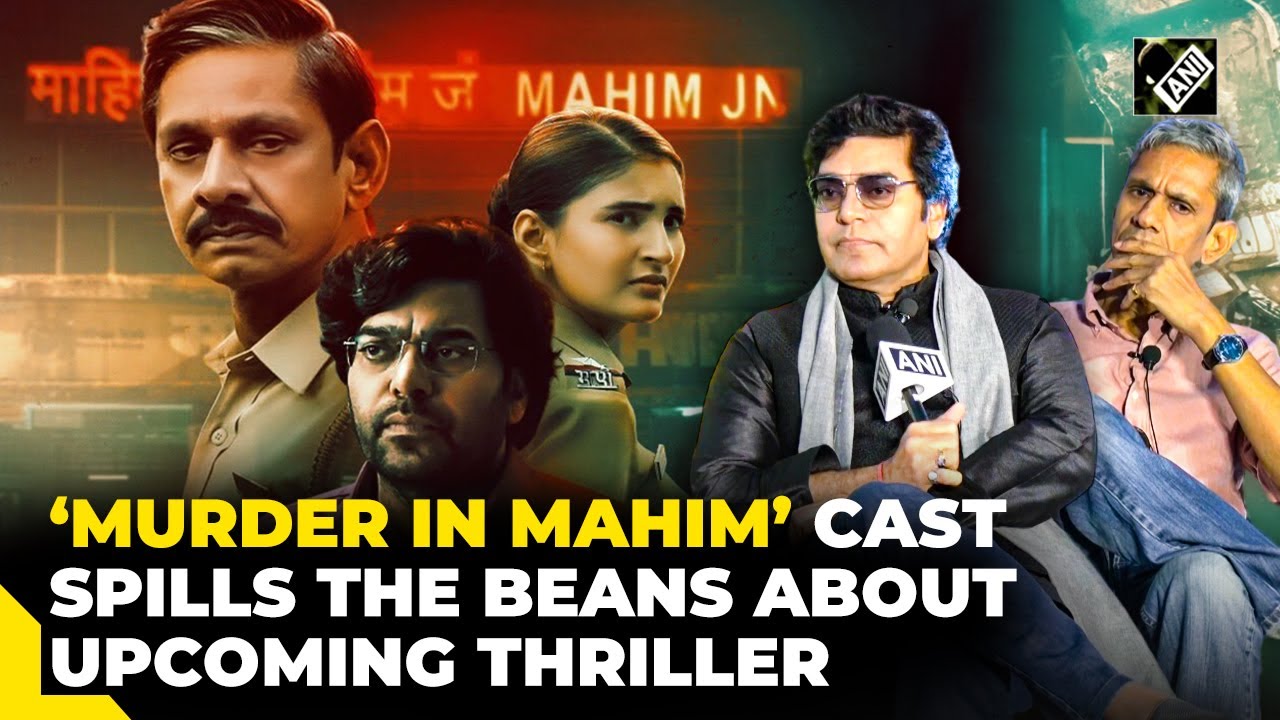 ANI
MAHIM JN
ANI
‘MURDER IN MAHIM’ CAST
SPILLS THE BEANS ABOUT
UPCOMING THRILLER